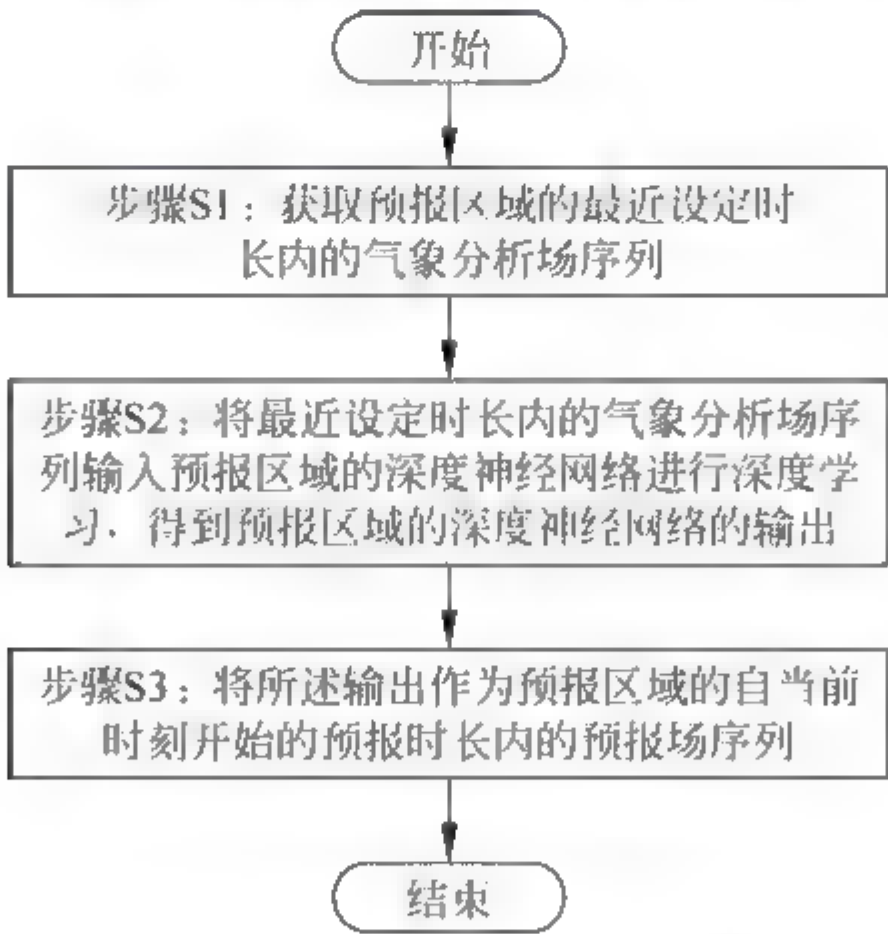 开始
步骤S1：获取预报区域的最近设定时
长内的气象分析场序列
步骤S2：将最近设定时长内的气象分析场序
列输入预报区域的深度神经网络进行深度学
习，得到预报区域的深度神经网络的输出
步骤S3：将所述输出作为预报区域的自当前
时刻开始的预报时长内的预报场序列
结束